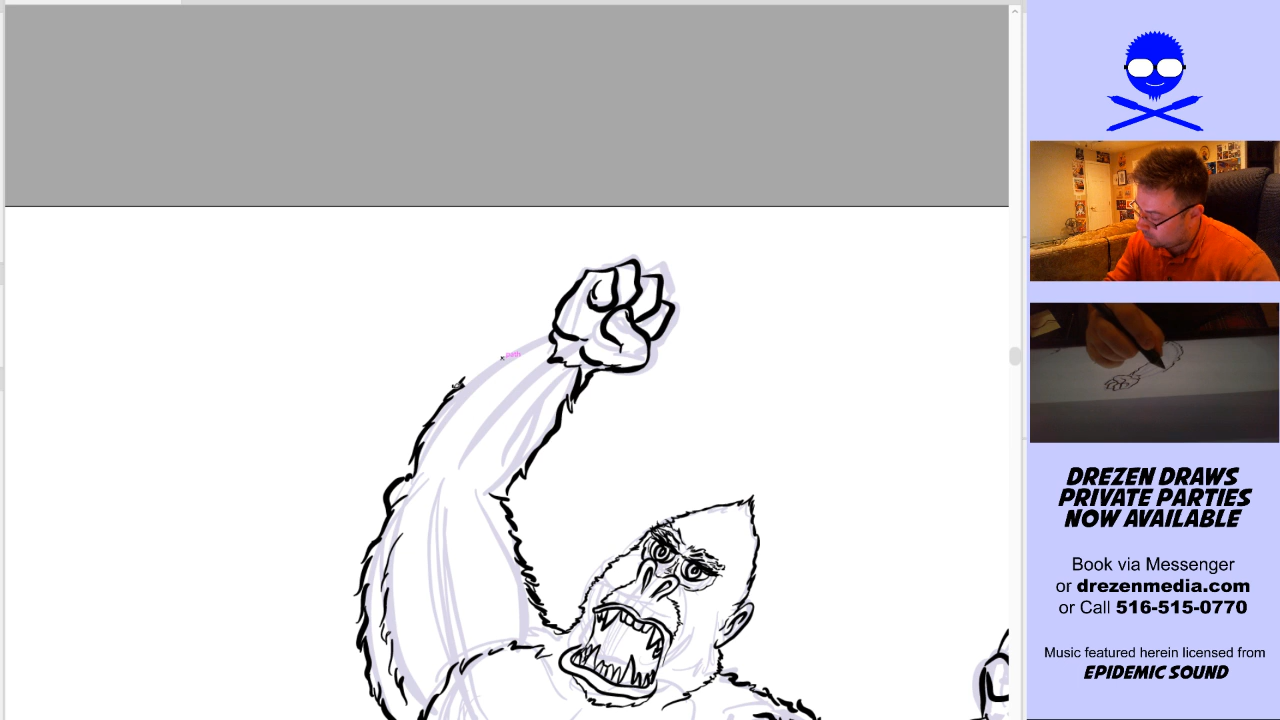 path
DREZEN DRAWS
PRIVATE PARTIES
NOW AVAILABLE
Book via Messenger
or drezenmedia.com
or Call 516-515-0770
Music featured herein licensed from
EPIDEMIC SOUND